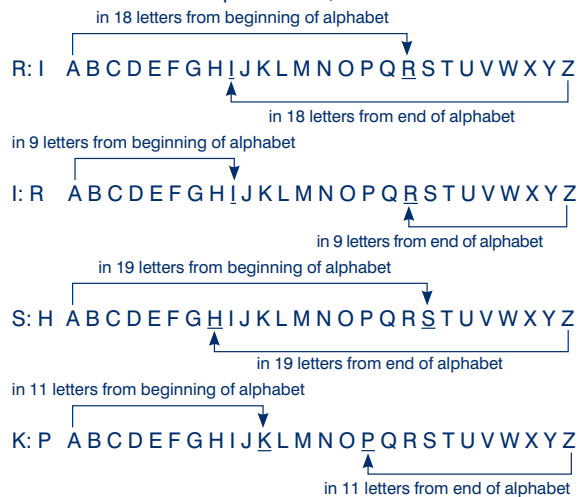 in 18 letters from beginning of alphabet
R: I A B C D E F G H I J K L M N O P Q R S T U V W X Y Z
in 18 letters from end of alphabet
in 9 letters from beginning of alphabet
I: R A B C D E F G H I J K L M N O P Q R S T U V W X Y Z
in 9 letters from end of alphabet
in 19 letters from beginning of alphabet
S: H A B C D E F G H I J K L M N O P Q R S T U V W X Y Z
in 19 letters from end of alphabet
in 11 letters from beginning of alphabet
K: P A B C D E F G H I J K L M N O P Q R S T U V W X Y Z
in 11 letters from end of alphabet